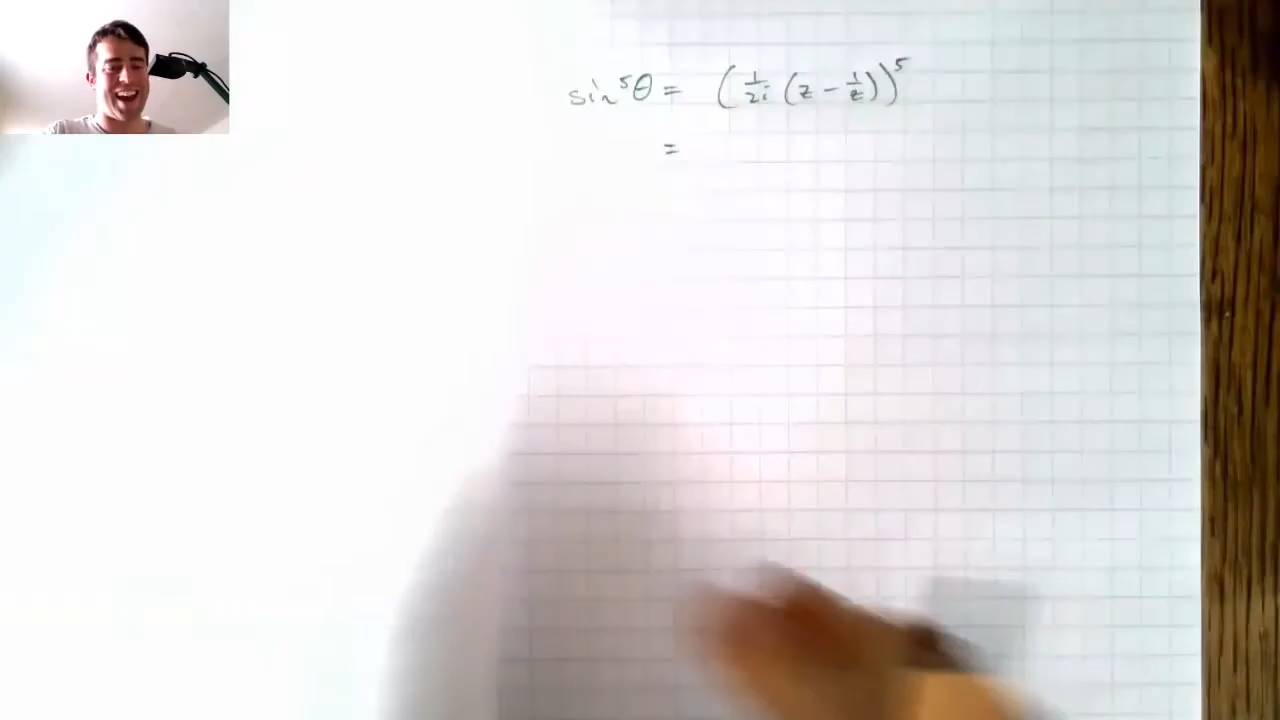 sin⁵θ = (1/2i (z - 1/z))⁵
=